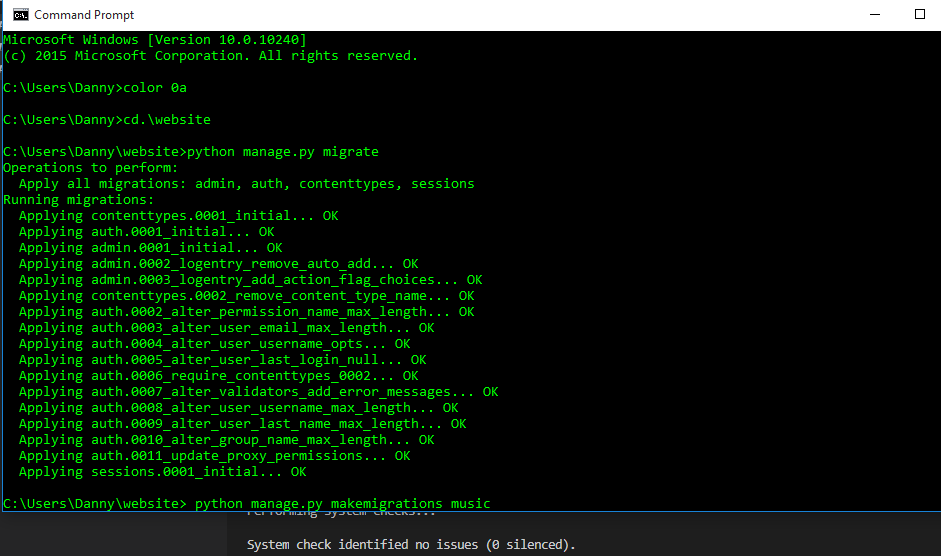 Command Prompt
Microsoft Windows [Version 10.0.10240]
(c) 2015 Microsoft Corporation. All rights reserved.
C:\Users\Danny>color 0a
C:\Users\Danny>cd.\website
C:\Users\Danny\website>python manage.py migrate
Operations to perform:
  Apply all migrations: admin, auth, contenttypes, sessions
Running migrations:
  Applying contenttypes.0001_initial... OK
  Applying auth.0001_initial... OK
  Applying admin.0001_initial... OK
  Applying admin.0002_logentry_remove_auto_add... OK
  Applying admin.0003_logentry_add_action_flag_choices... OK
  Applying contenttypes.0002_remove_content_type_name... OK
  Applying auth.0002_alter_permission_name_max_length... OK
  Applying auth.0003_alter_user_email_max_length... OK
  Applying auth.0004_alter_user_username_opts... OK
  Applying auth.0005_alter_user_last_login_null... OK
  Applying auth.0006_require_contenttypes_0002... OK
  Applying auth.0007_alter_validators_add_error_messages... OK
  Applying auth.0008_alter_user_username_max_length... OK
  Applying auth.0009_alter_user_last_name_max_length... OK
  Applying auth.0010_alter_group_name_max_length... OK
  Applying auth.0011_update_proxy_permissions... OK
  Applying sessions.0001_initial... OK
C:\Users\Danny\website> python manage.py makemigrations music
Performing system checks...
System check identified no issues (0 silenced).